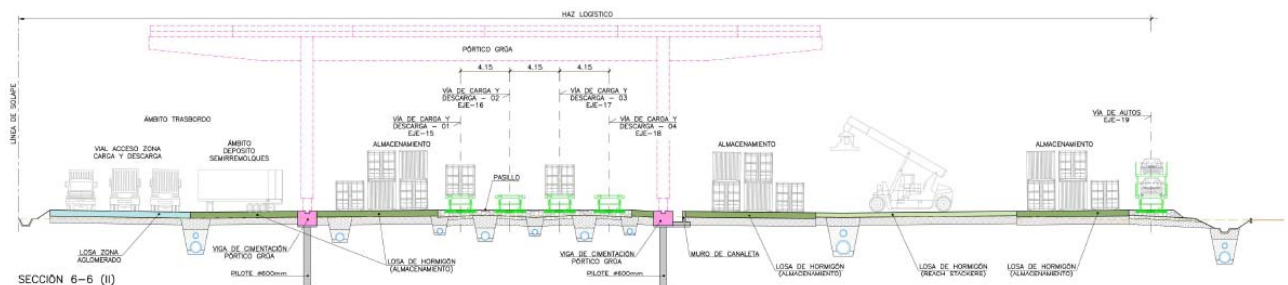 HAZ LOGÍSTICO
LÍNEA DE SOLAPE
PÓRTICO GRÚA
4.15
4.15
4.15
VÍA DE CARGA Y
DESCARGA - 02
EJE-16
VÍA DE CARGA Y
DESCARGA - 03
EJE-17
VÍA DE AUTOS
EJE-19
ÁMBITO TRASBORDO
VÍA DE CARGA Y
DESCARGA - 01
EJE-15
VÍA DE CARGA Y
DESCARGA - 04
EJE-18
VIAL ACCESO ZONA
CARGA Y DESCARGA
ÁMBITO
DEPÓSITO
SEMIRREMOLQUES
ALMACENAMIENTO
ALMACENAMIENTO
ALMACENAMIENTO
PASILLO
LOSA ZONA
AGLOMERADO
VIGA DE CIMENTACIÓN
PÓRTICO GRÚA
LOSA DE HORMIGÓN
(ALMACENAMIENTO)
VIGA DE CIMENTACIÓN
PÓRTICO GRÚA
MURO DE CANALETA
LOSA DE HORMIGÓN
(ALMACENAMIENTO)
LOSA DE HORMIGÓN
(REACH STACKERS)
LOSA DE HORMIGÓN
(ALMACENAMIENTO)
PILOTE ø600mm
PILOTE ø600mm
SECCIÓN 6-6 (II)